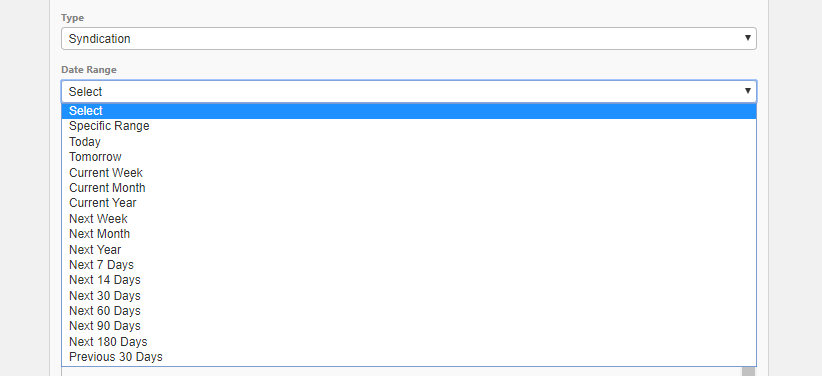 Type
Syndication
Date Range
Select
Select
Specific Range
Today
Tomorrow
Current Week
Current Month
Current Year
Next Week
Next Month
Next Year
Next 7 Days
Next 14 Days
Next 30 Days
Next 60 Days
Next 90 Days
Next 180 Days
Previous 30 Days